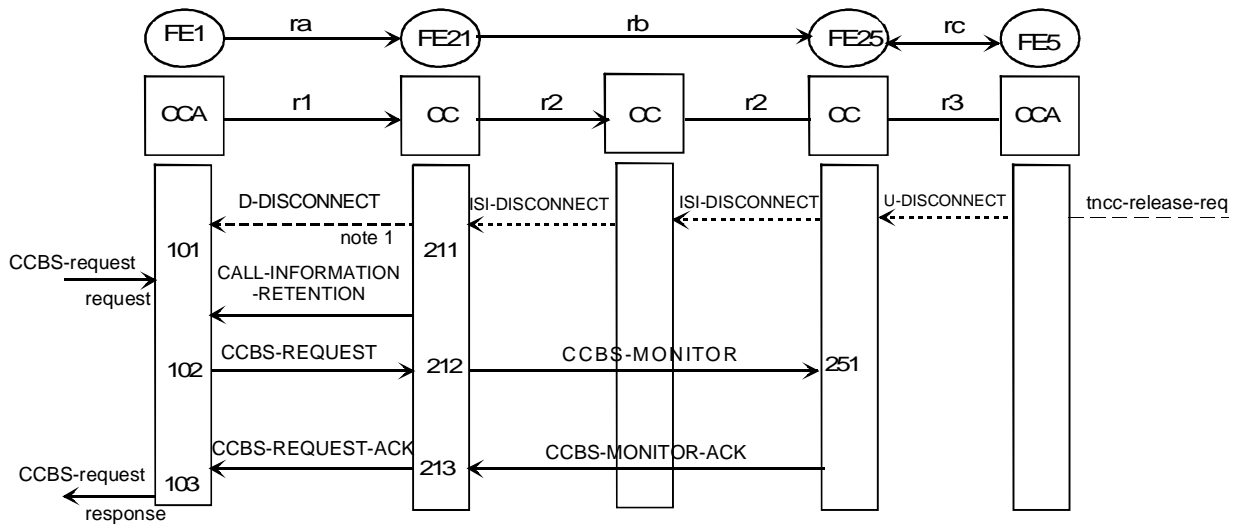 FE1 ra FE21 rb FE25 rc FE5
CCA r1 CC r2 CC r2 CC r3 CCA
D-DISCONNECT ISI-DISCONNECT ISI-DISCONNECT U-DISCONNECT tncc-release-req
note 1
101 211
CCBS-request
request
CALL-INFORMATION
-RETENTION
102 CCBS-REQUEST 212 CCBS-MONITOR 251
CCBS-REQUEST-ACK 213 CCBS-MONITOR-ACK
CCBS-request 103
response